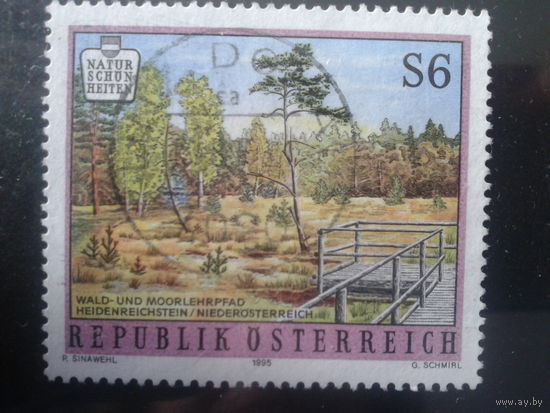 NATUR
SCHÖN
HEITEN
S6
WALD- UND MOORLEHRPFAD
HEIDENREICHSTEIN / NIEDERÖSTERREICH
REPUBLIK ÖSTERREICH
P. SINAWEHL 1995 G. SCHMIRL
www.ay.by